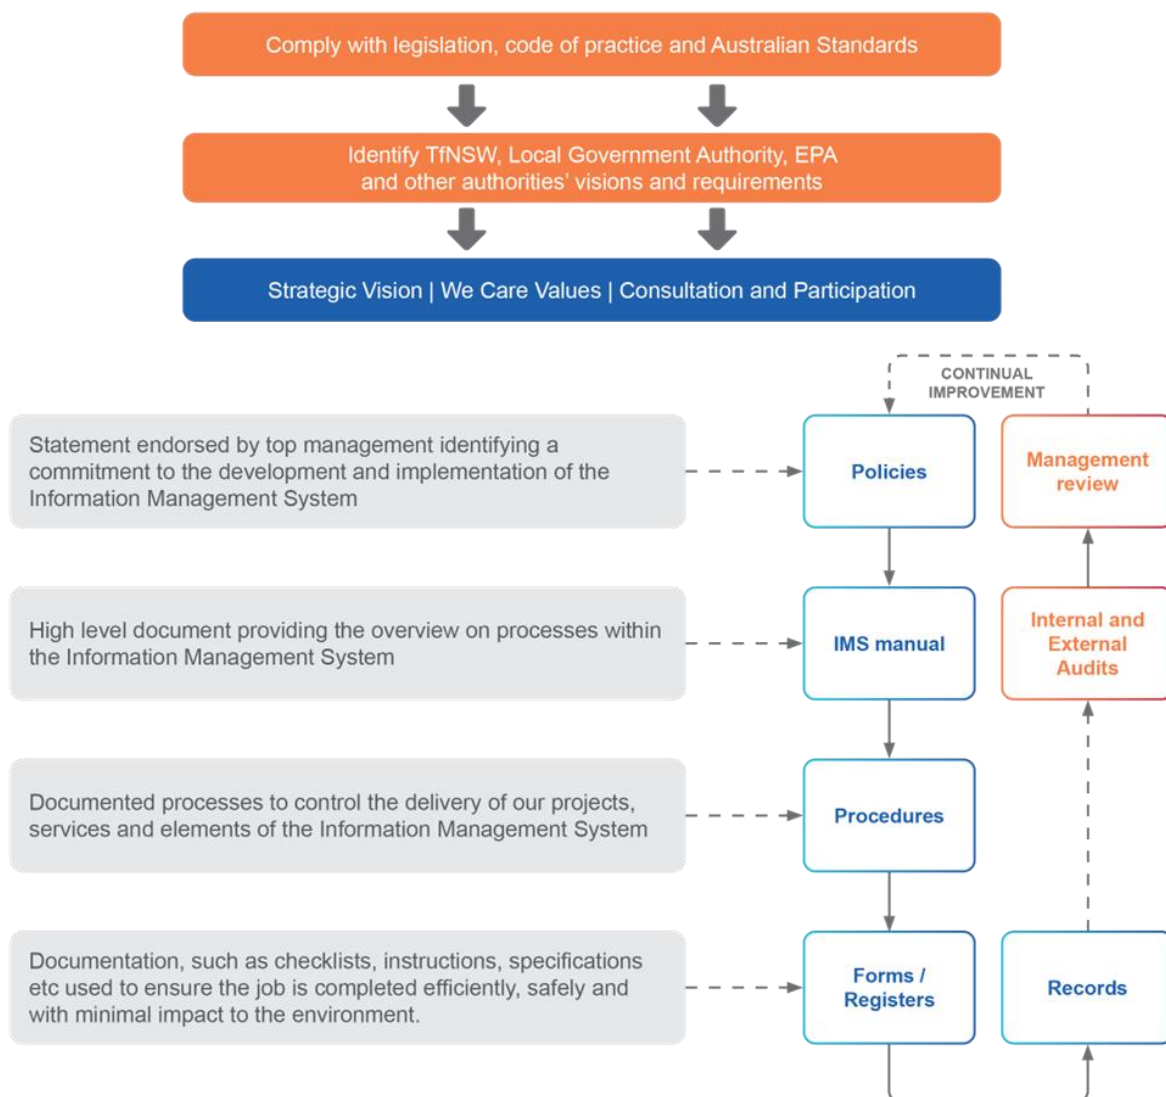 Comply with legislation, code of practice and Australian Standards
Identify TfNSW, Local Government Authority, EPA
and other authorities' visions and requirements
Strategic Vision | We Care Values | Consultation and Participation
CONTINUAL
IMPROVEMENT
Statement endorsed by top management identifying a
commitment to the development and implementation of the
Information Management System
Policies
Management
review
High level document providing the overview on processes within
the Information Management System
IMS manual
Internal and
External
Audits
Documented processes to control the delivery of our projects,
services and elements of the Information Management System
Procedures
Documentation, such as checklists, instructions, specifications
etc used to ensure the job is completed efficiently, safely and
with minimal impact to the environment.
Forms /
Registers
Records